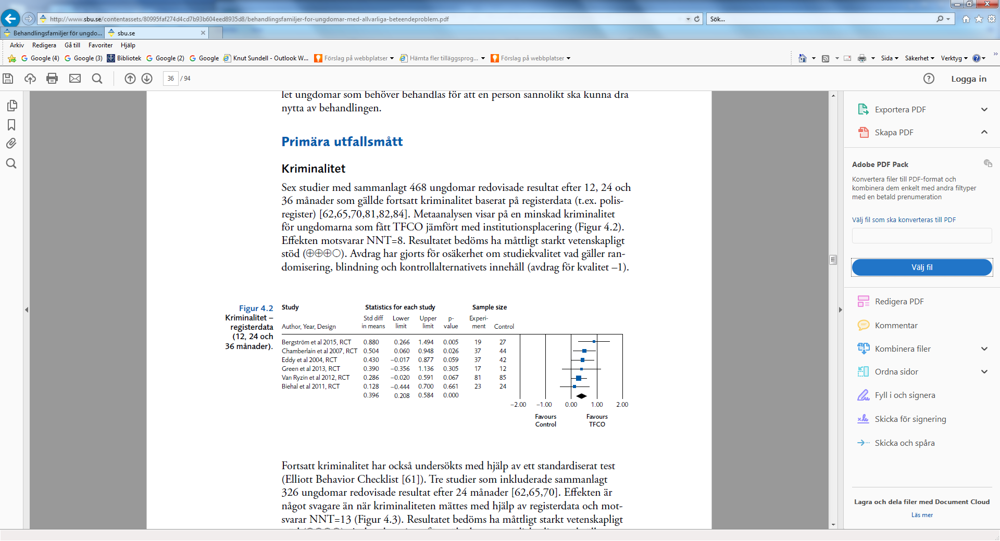 http://www.sbu.se/contentassets/80995faf274d4cd7b93b604eed8935d8/behandlingsfamiljer-for-ungdomar-med-allvarliga-beteendeproblem.pdf
Sök...
Behandlingsfamiljer för ungdo...
sbu.se
Arkiv Redigera Gå till Favoriter Hjälp
Google (4) Google (3) Bibliotek Google (2) Google Knut Sundell - Outlook W... Förslag på webbplatser Hämta fler tilläggsprog... Förslag på webbplatser
Sida Säkerhet Verktyg
36 / 94
Logga in
let ungdomar som behöver behandlas för att en person sannolikt ska kunna dra
nytta av behandlingen.
Primära utfallsmått
Kriminalitet
Sex studier med sammanlagt 468 ungdomar redovisade resultat efter 12, 24 och
36 månader som gällde fortsatt kriminalitet baserat på registerdata (t.ex. polis-
register) [62,65,70,81,82,84]. Metaanalysen visar på en minskad kriminalitet
för ungdomarna som fått TFCO jämfört med institutionsplacering (Figur 4.2).
Effekten motsvarar NNT=8. Resultatet bedöms ha måttligt starkt vetenskapligt
stöd (⊕⊕⊕○). Avdrag har gjorts för osäkerhet om studiekvalitet vad gäller ran-
domisering, blindning och kontrollalternativets innehåll (avdrag för kvalitet –1).
Figur 4.2
Kriminalitet –
registerdata
(12, 24 och
36 månader).
Study Statistics for each study Sample size
Std diff Lower Upper p- Experi-
Author, Year, Design in means limit limit value ment Control
Bergström et al 2015, RCT 0.880 0.266 1.494 0.005 19 27
Chamberlain et al 2007, RCT 0.504 0.060 0.948 0.026 37 44
Eddy et al 2004, RCT 0.430 –0.017 0.877 0.059 37 42
Green et al 2013, RCT 0.390 –0.356 1.136 0.305 17 12
Van Ryzin et al 2012, RCT 0.286 –0.020 0.591 0.067 81 85
Biehal et al 2011, RCT 0.128 –0.444 0.700 0.661 23 24
0.396 0.208 0.584 0.000
–2.00 –1.00 0.00 1.00 2.00
Favours Favours
Control TFCO
Fortsatt kriminalitet har också undersökts med hjälp av ett standardiserat test
(Elliott Behavior Checklist [61]). Tre studier som inkluderade sammanlagt
326 ungdomar redovisade resultat efter 24 månader [62,65,70]. Effekten är
något svagare än när kriminaliteten mättes med hjälp av registerdata och mot-
svarar NNT=13 (Figur 4.3). Resultatet bedöms ha måttligt starkt vetenskapligt
Exportera PDF
Skapa PDF
Adobe PDF Pack
Konvertera filer till PDF-format och
kombinera dem enkelt med andra filtyper
med en betald prenumeration
Välj fil som ska konverteras till PDF
Välj fil
Redigera PDF
Kommentar
Kombinera filer
Ordna sidor
Fyll i och signera
Skicka för signering
Skicka och spåra
Lagra och dela filer med Document Cloud
Läs mer